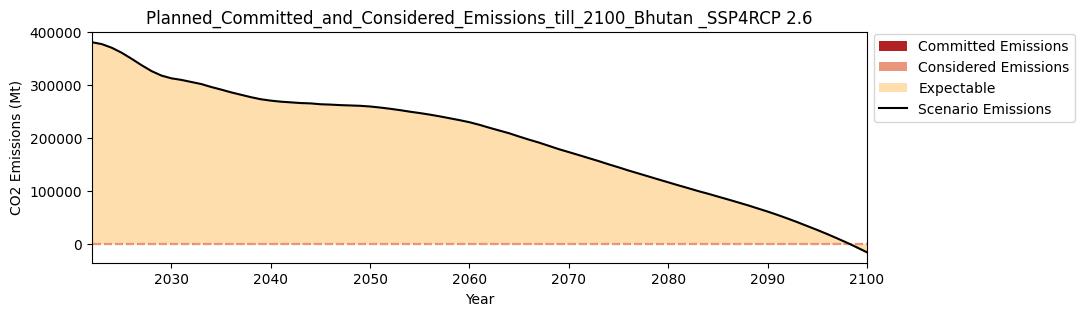 Planned_Committed_and_Considered_Emissions_till_2100_Bhutan _SSP4RCP 2.6
400000
300000
200000
100000
0
CO2 Emissions (Mt)
2030 2040 2050 2060 2070 2080 2090 2100
Year
Committed Emissions
Considered Emissions
Expectable
Scenario Emissions